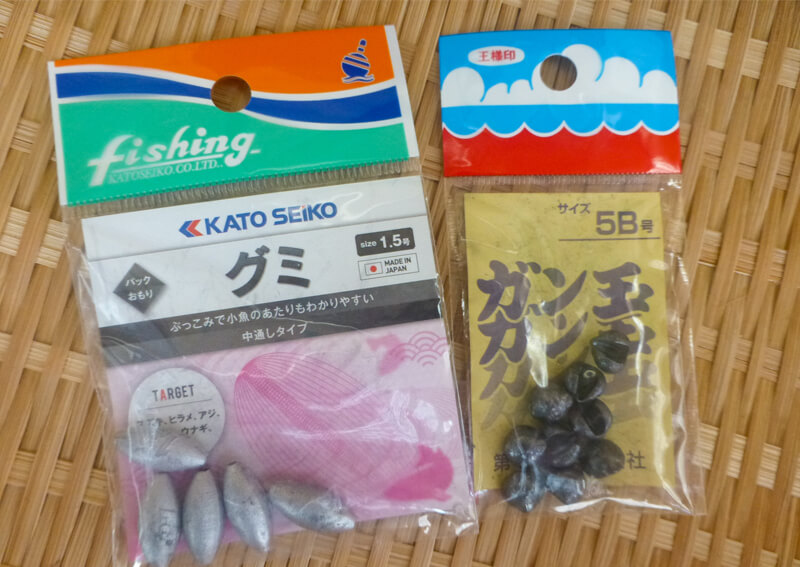 fishing
KATOSEIKO.CO.LTD.
KATO SEIKO
size 1.5号
グミ
MADE IN
JAPAN
パック
おもり
ぶっこみで小魚のあたりもわかりやすい
中通しタイプ
TARGET
ヒラメ、アジ、
ウナギ、
王様印
サイズ
5B号
ガン玉
第
社